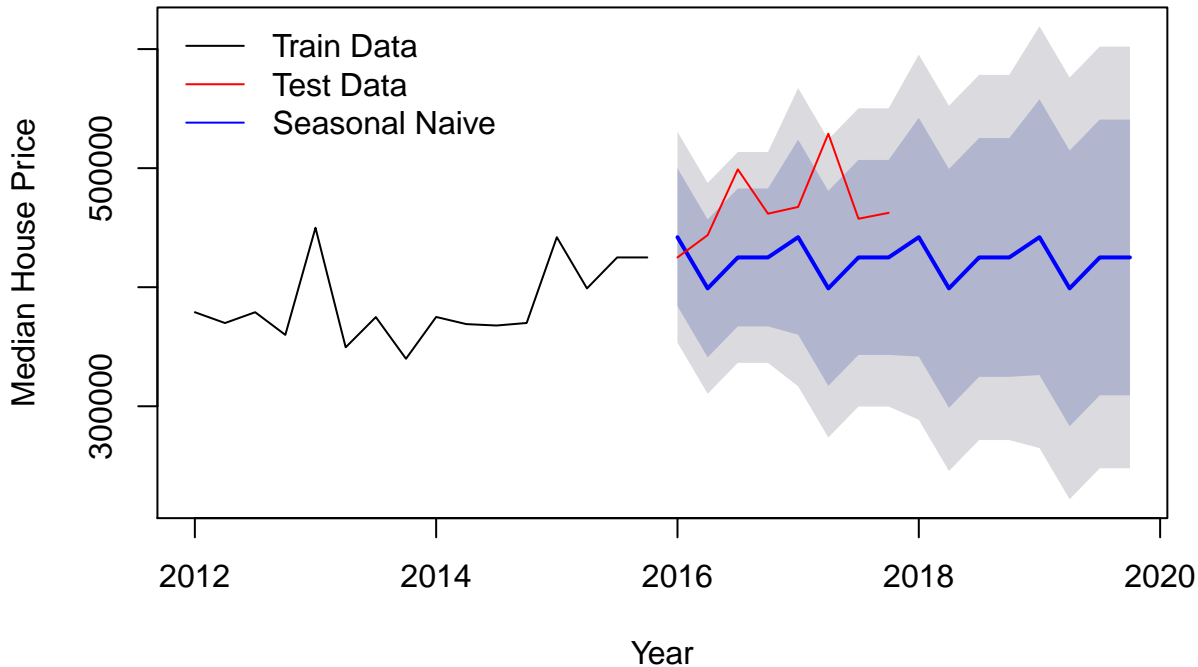 Train Data
Test Data
Seasonal Naive
Median House Price
500000
300000
2012
2014
2016
2018
2020
Year